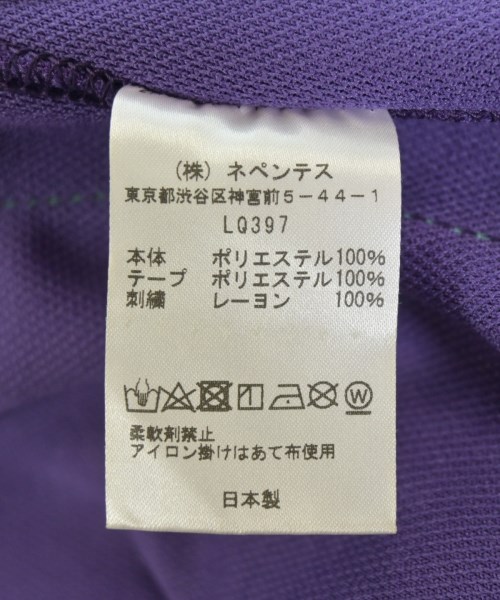 (株) ネペンテス
東京都渋谷区神宮前5-44-1
LQ397
本体 ポリエステル100%
テープ ポリエステル100%
刺繍 レーヨン 100%
W
柔軟剤禁止
アイロン掛けはあて布使用
日本製